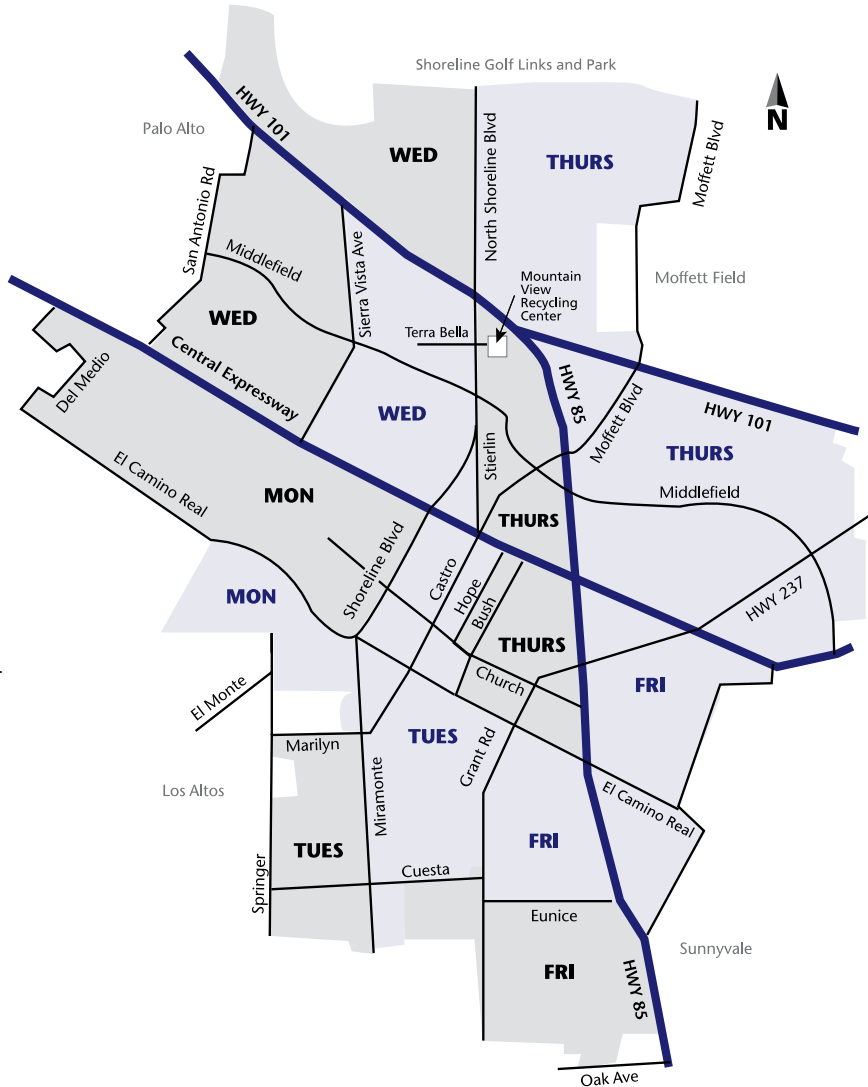 Shoreline Golf Links and Park
HWY 101
Palo Alto
N
WED
THURS
North Shoreline Blvd
Moffett Blvd
San Antonio Rd
Middlefield
Sierra Vista Ave
Moffett Field
Mountain
View
Recycling
Center
WED
Terra Bella
Central Expressway
Del Medio
HWY 85
Moffett Blvd
HWY 101
WED
THURS
El Camino Real
Stierlin
Middlefield
MON
THURS
Shoreline Blvd
Castro
Hope
Bush
HWY 237
MON
THURS
Church
FRI
El Monte
Marilyn
TUES
Grant Rd
Los Altos
Miramonte
El Camino Real
TUES
FRI
Cuesta
Springer
Eunice
Sunnyvale
FRI
HWY 85
Oak Ave